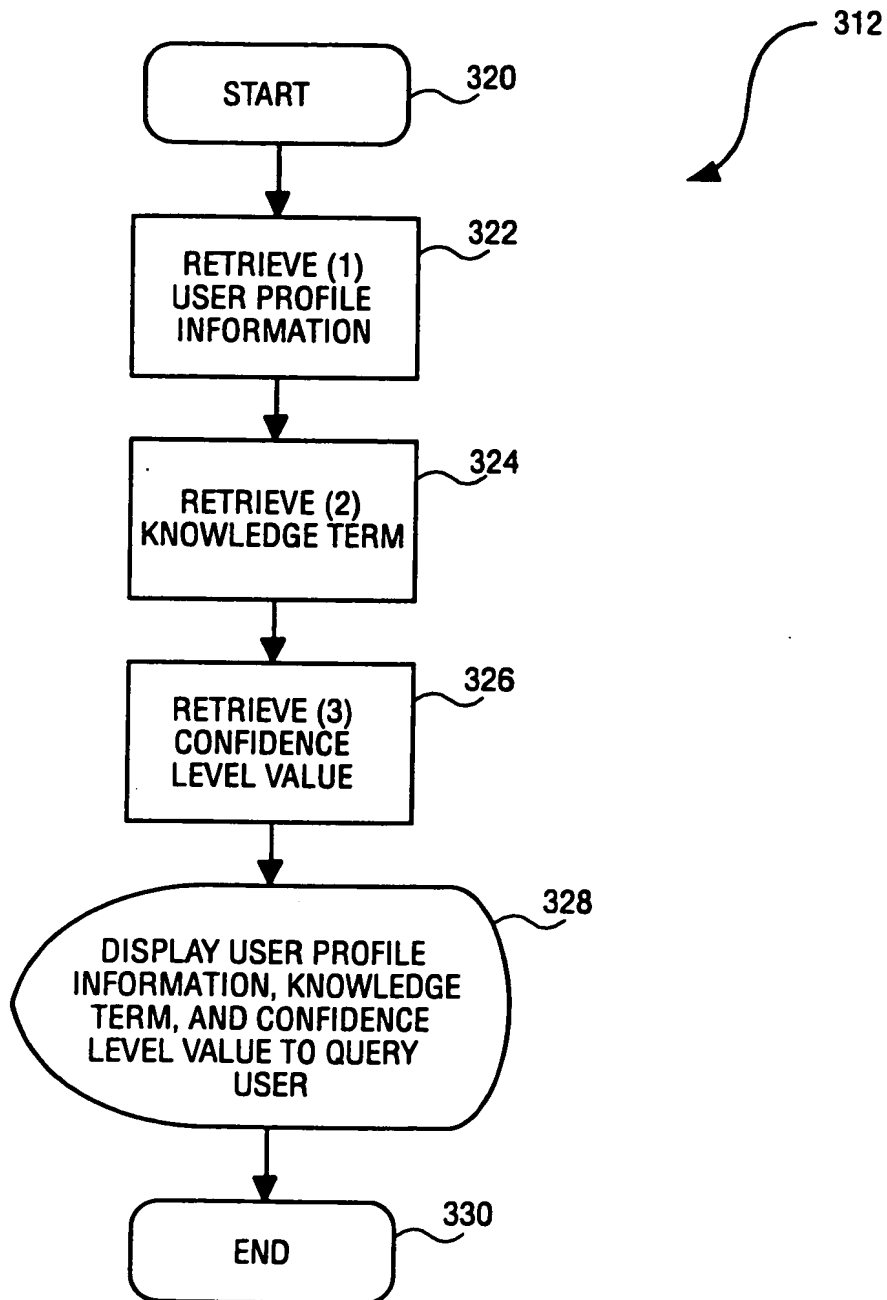 312
START
320
RETRIEVE (1)
USER PROFILE
INFORMATION
322
RETRIEVE (2)
KNOWLEDGE TERM
324
RETRIEVE (3)
CONFIDENCE
LEVEL VALUE
326
DISPLAY USER PROFILE
INFORMATION, KNOWLEDGE
TERM, AND CONFIDENCE
LEVEL VALUE TO QUERY
USER
328
END
330